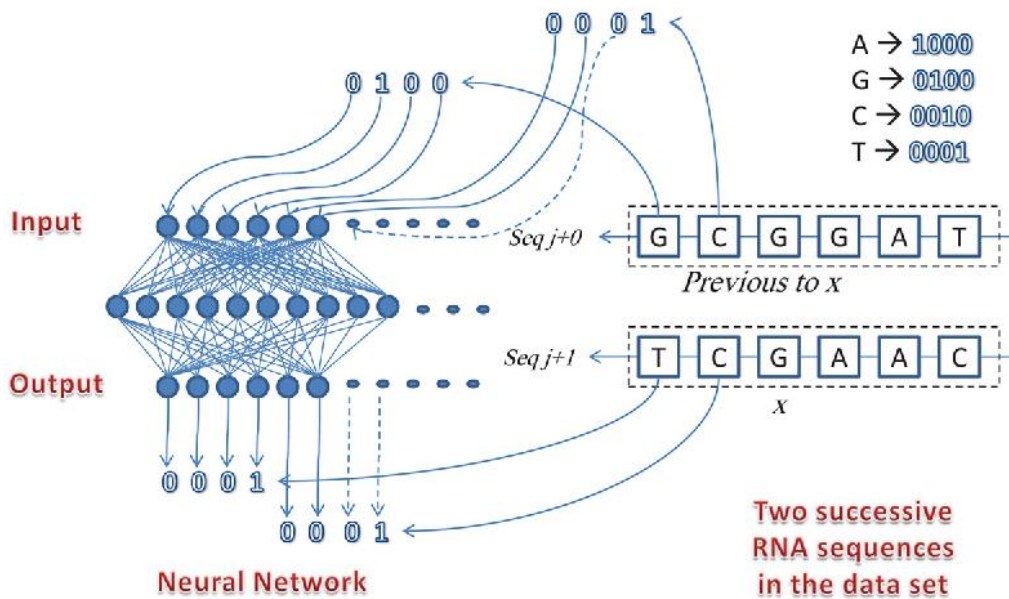 0 0 0 1
0 1 0 0
A → 1000
G → 0100
C → 0010
T → 0001
Input
Seq j+0
G C G G A T
Previous to x
Output
Seq j+1
T C G A A C
x
0 0 0 1
0 0 0 1
Neural Network
Two successive
RNA sequences
in the data set